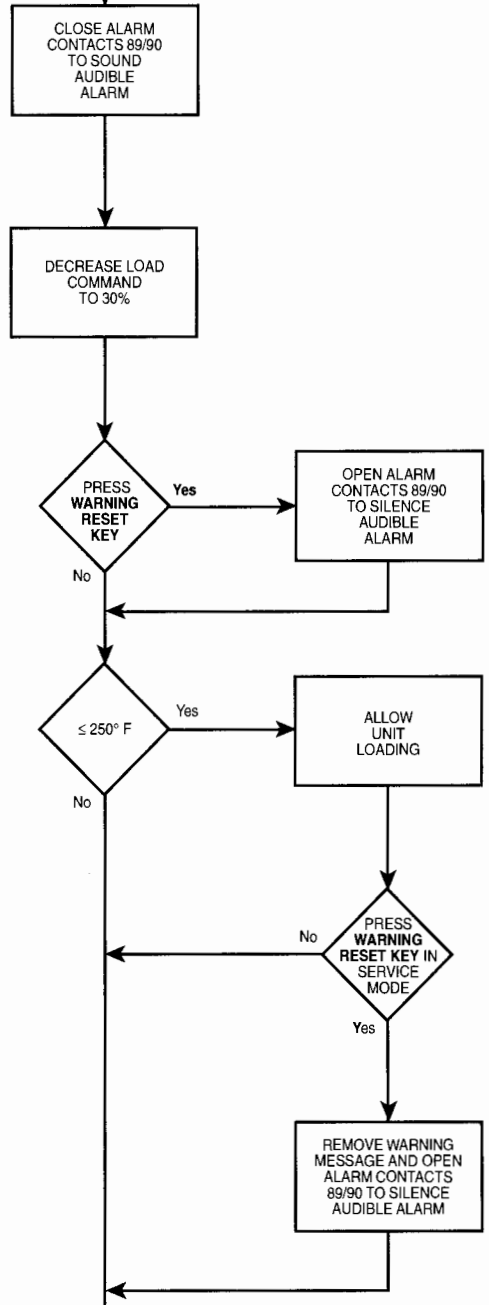 CLOSE ALARM
CONTACTS 89/90
TO SOUND
AUDIBLE
ALARM
DECREASE LOAD
COMMAND
TO 30%
PRESS
WARNING
RESET
KEY
Yes
No
OPEN ALARM
CONTACTS 89/90
TO SILENCE
AUDIBLE
ALARM
≤ 250° F
Yes
No
ALLOW
UNIT
LOADING
PRESS
WARNING
RESET KEY IN
SERVICE
MODE
No
Yes
REMOVE WARNING
MESSAGE AND OPEN
ALARM CONTACTS
89/90 TO SILENCE
AUDIBLE ALARM